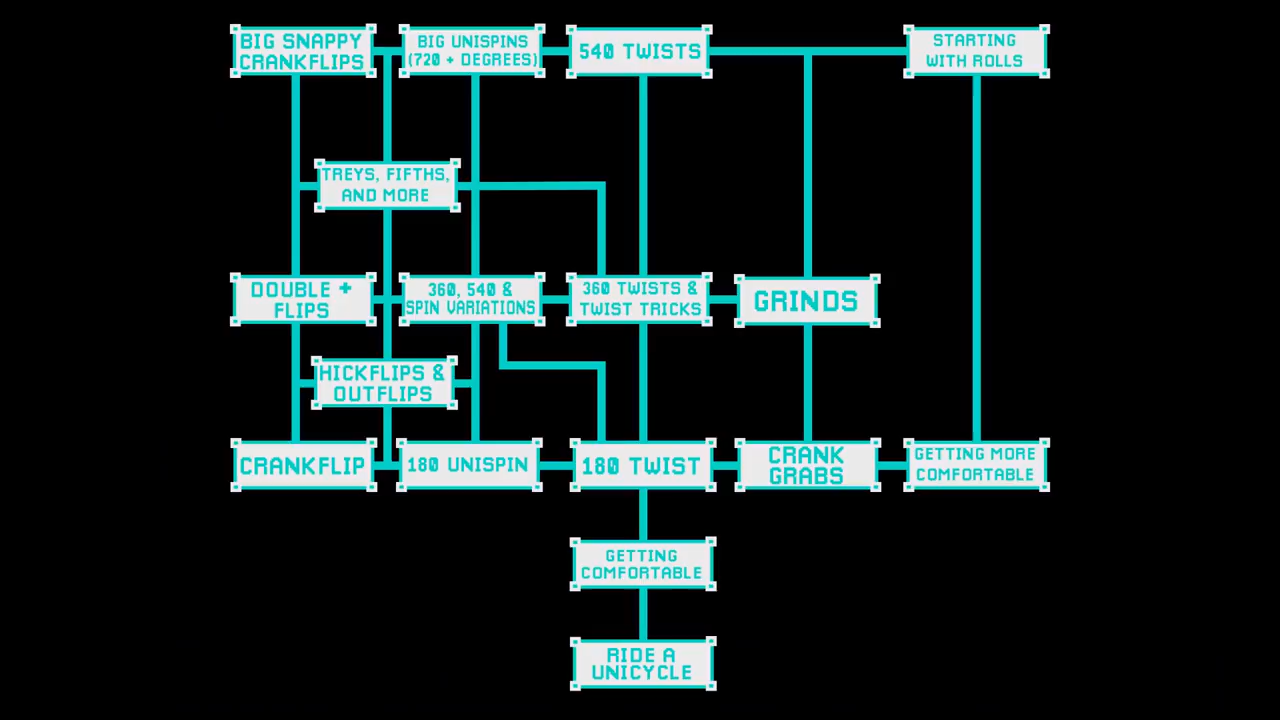 BIG SNAPPY
CRANKFLIPS
BIG UNISPINS
(720 + DEGREES)
540 TWISTS
STARTING
WITH ROLLS
TREYS, FIFTHS,
AND MORE
DOUBLE +
FLIPS
360, 540 &
SPIN VARIATIONS
360 TWISTS &
TWIST TRICKS
GRINDS
HICKFLIPS &
OUTFLIPS
CRANKFLIP
180 UNISPIN
180 TWIST
CRANK
GRABS
GETTING MORE
COMFORTABLE
GETTING
COMFORTABLE
RIDE A
UNICYCLE